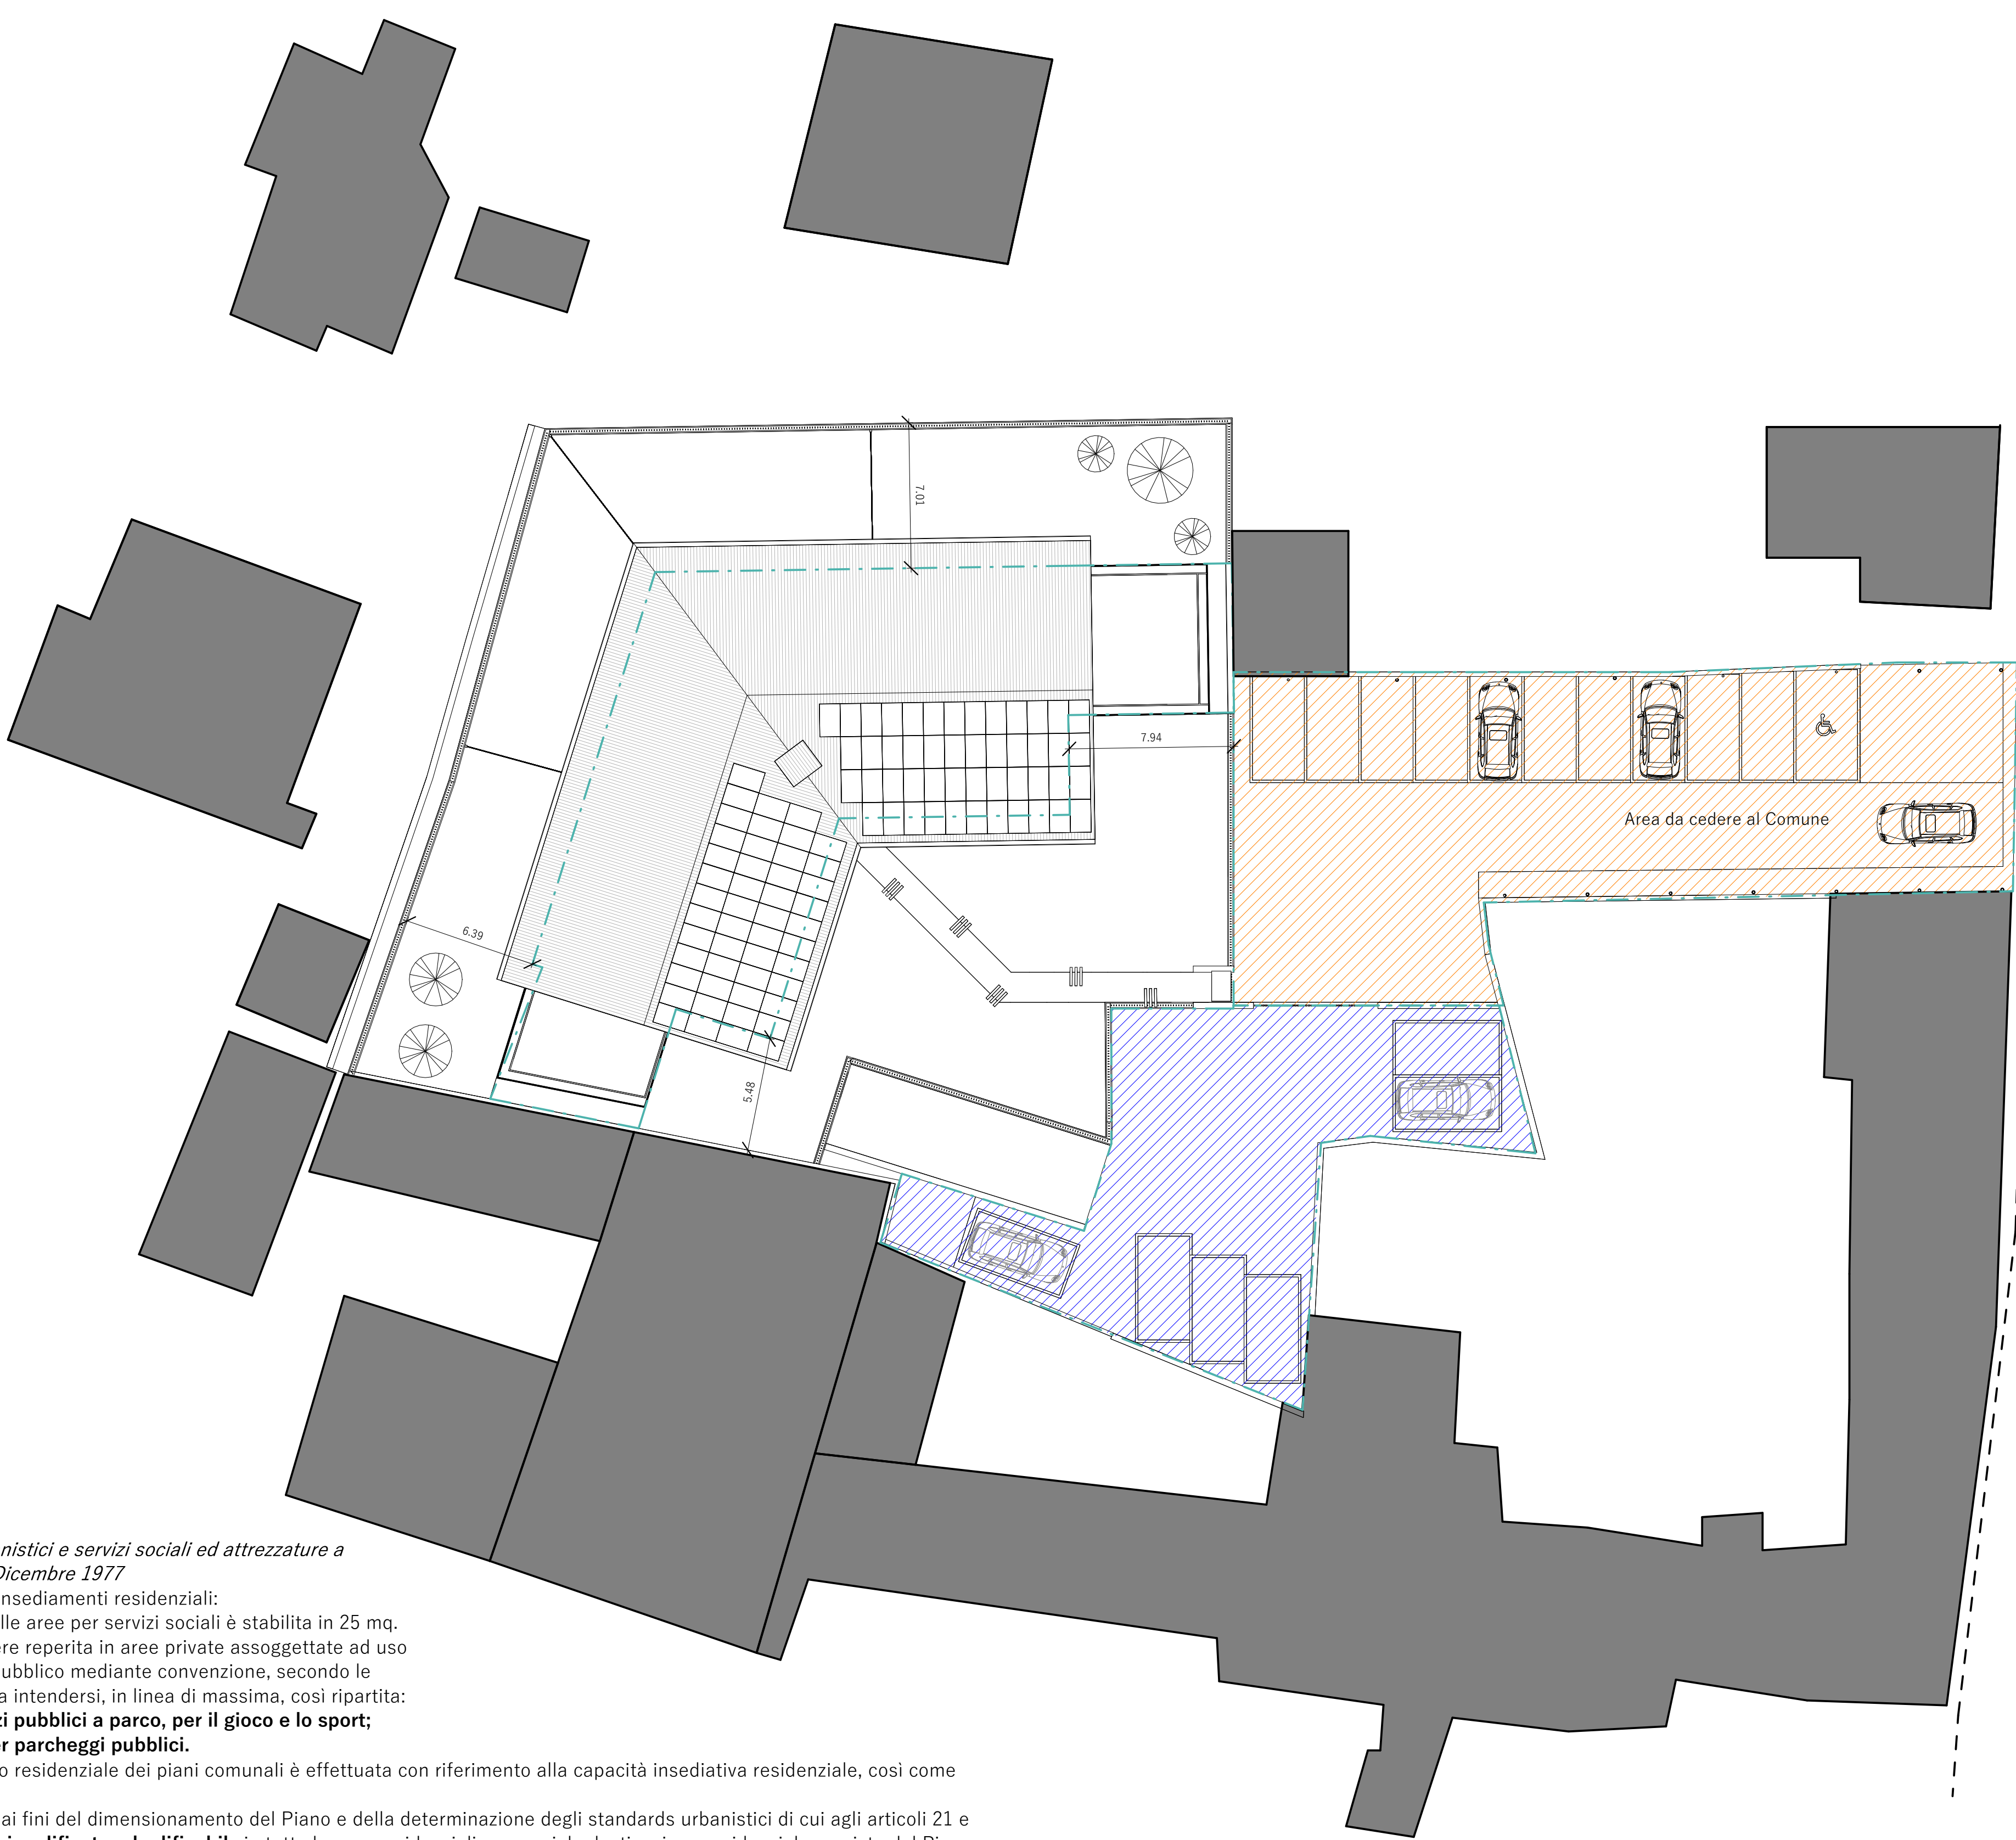 7.01
7.94
Area da cedere al Comune
6.39
5.48
nistici e servizi sociali ed attrezzature a
Dicembre 1977
nsediamenti residenziali:
lle aree per servizi sociali è stabilita in 25 mq.
ere reperita in aree private assoggettate ad uso
ubblico mediante convenzione, secondo le
a intendersi, in linea di massima, così ripartita:
zi pubblici a parco, per il gioco e lo sport;
er parcheggi pubblici.
o residenziale dei piani comunali è effettuata con riferimento alla capacità insediativa residenziale, così come
ai fini del dimensionamento del Piano e della determinazione degli standards urbanistici di cui agli articoli 21 e